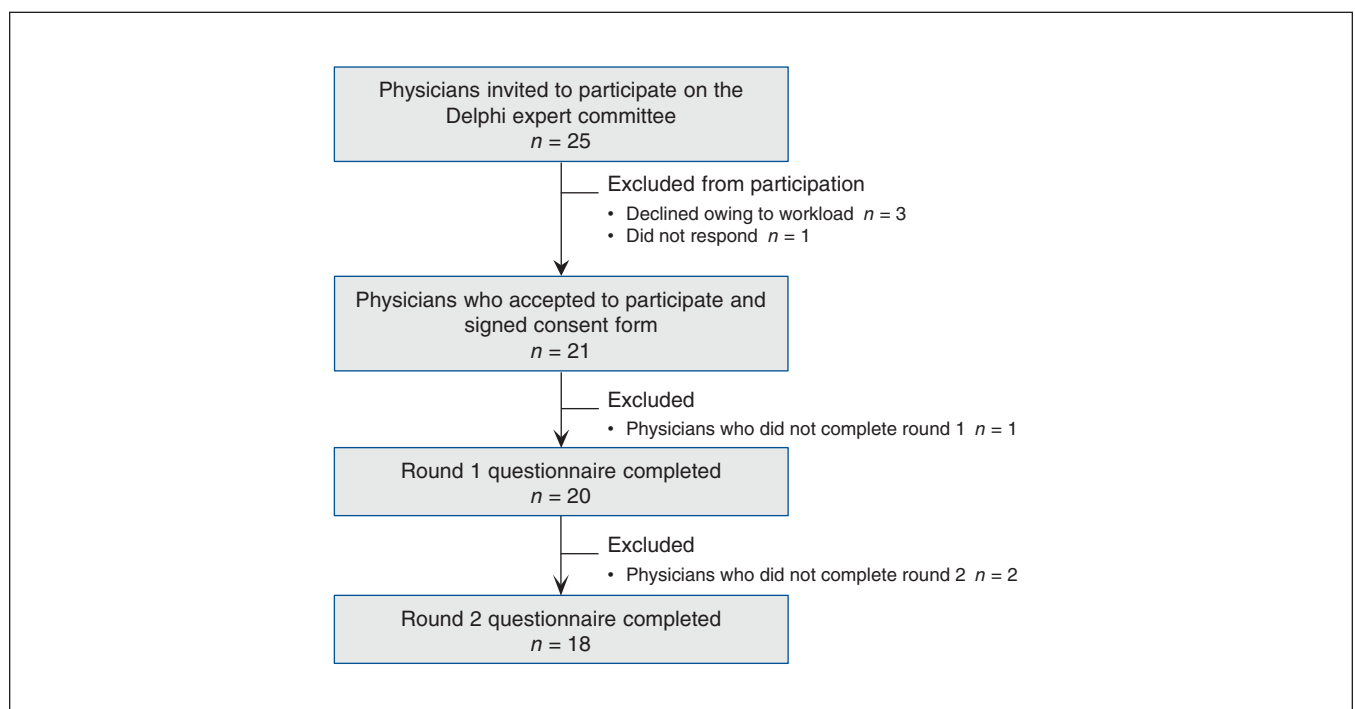 Physicians invited to participate on the
Delphi expert committee
n = 25
Excluded from participation
• Declined owing to workload n = 3
• Did not respond n = 1
Physicians who accepted to participate and
signed consent form
n = 21
Excluded
• Physicians who did not complete round 1 n = 1
Round 1 questionnaire completed
n = 20
Excluded
• Physicians who did not complete round 2 n = 2
Round 2 questionnaire completed
n = 18